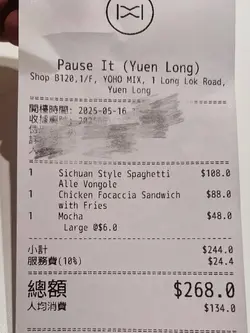 Pause It (Yuen Long)
Shop B120,1/F, YOHO MIX, 1 Long Lok Road,
Yuen Long
開檯時間: 2025-05-16
1 Sichuan Style Spaghetti $108.0
Alle Vongole
1 Chicken Focaccia Sandwich $88.0
with Fries
1 Mocha $48.0
Large @$6.0
小計 $244.0
服務費(10%) $24.4
總額 $268.0
人均消費 $134.0